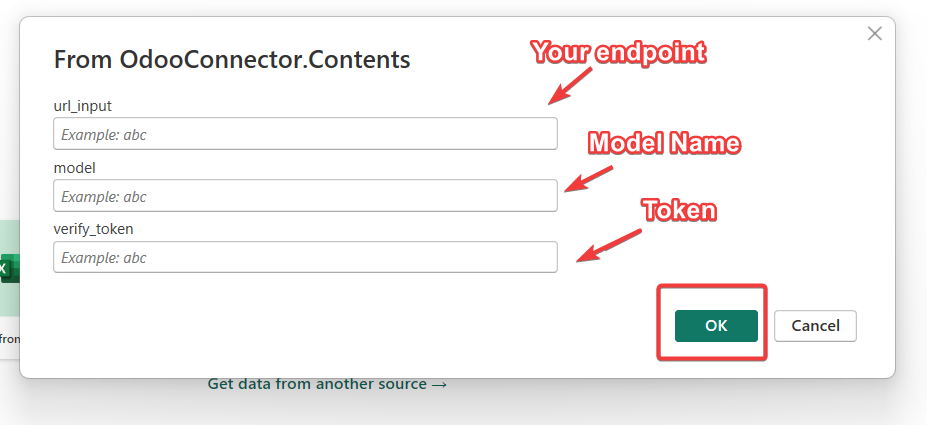 Your endpoint
From OdooConnector.Contents
url_input
Example: abc
Model Name
model
Example: abc
Token
verify_token
Example: abc
X
OK
Cancel
from
Get data from another source →